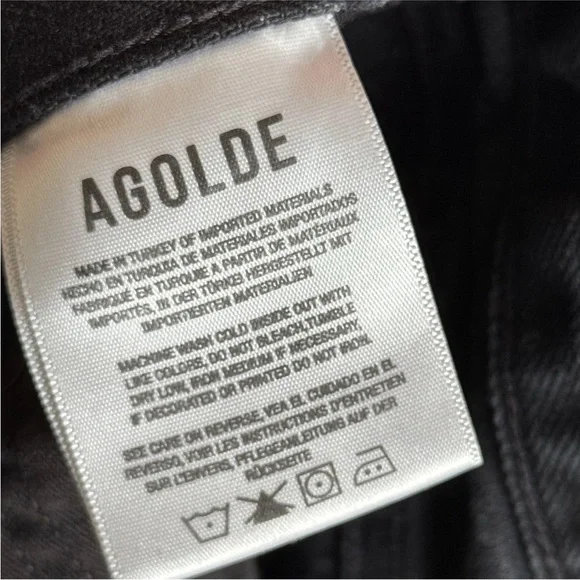 AGOLDE
MADE IN TURKEY OF IMPORTED MATERIALS
HECHO EN TURQUIA DE MATERIALES IMPORTADOS
FABRIQUÉ EN TURQUIE A PARTIR DE MATÉRIAUX
IMPORTÉS, IN DER TÜRKEI HERGESTELLT MIT
IMPORTIERTEN MATERIALIEN
MACHINE WASH COLD INSIDE OUT WITH
LIKE COLORS, DO NOT BLEACH,TUMBLE
DRY LOW, IRON MEDIUM IF NECESSARY,
IF DECORATED OR PRINTED DO NOT IRON.
SEE CARE ON REVERSE, VEA EL CUIDADO EN EL
REVERSO, VOIR LES INSTRUCTIONS D'ENTRETIEN
SUR L'ENVERS, PFLEGEANLEITUNG AUF DER
RÜCKSEITE